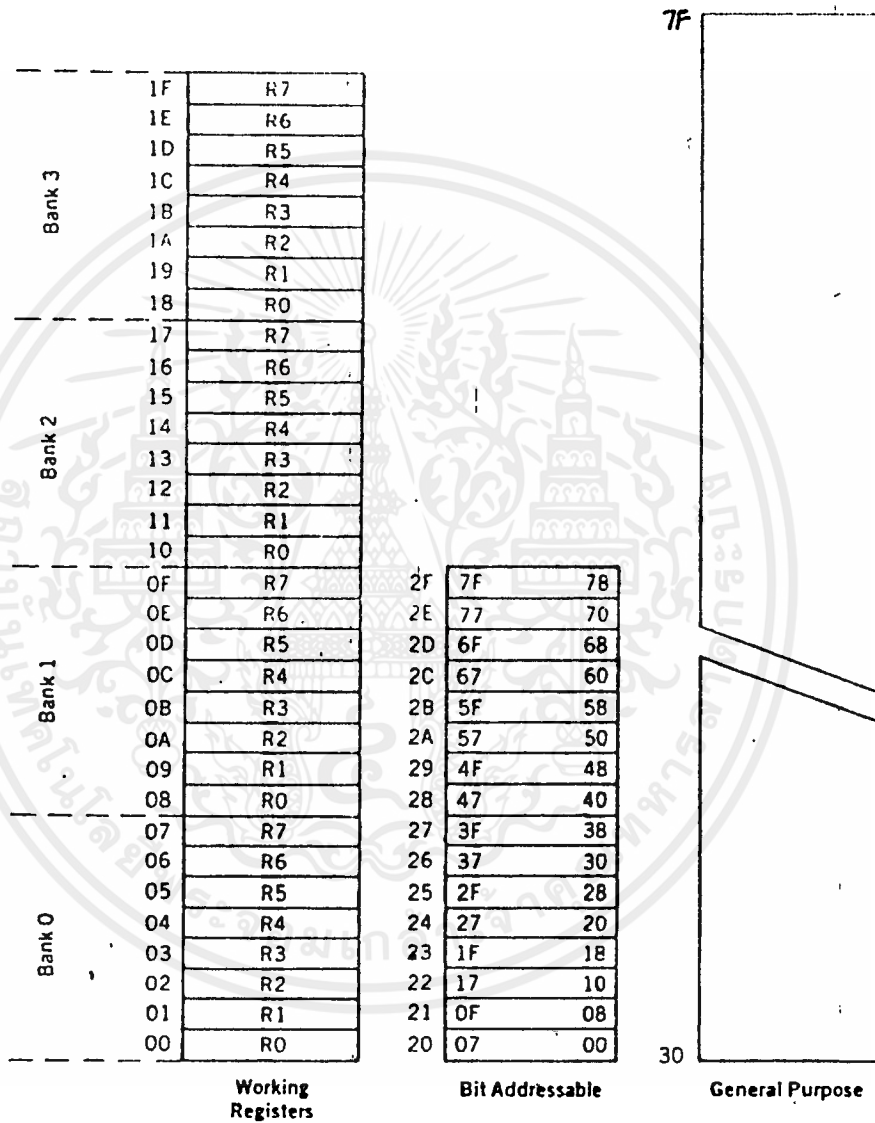 7F
1F R7
1E R6
1D R5
1C R4
1B R3
1A R2
19 R1
18 R0
Bank 3
17 R7
16 R6
15 R5
14 R4
13 R3
12 R2
11 R1
10 R0
Bank 2
0F R7 2F 7F 78
0E R6 2E 77 70
0D R5 2D 6F 68
0C R4 2C 67 60
0B R3 2B 5F 58
0A R2 2A 57 50
09 R1 29 4F 48
08 R0 28 47 40
Bank 1
07 R7 27 3F 38
06 R6 26 37 30
05 R5 25 2F 28
04 R4 24 27 20
03 R3 23 1F 18
02 R2 22 17 10
01 R1 21 0F 08
00 R0 20 07 00 30
Bank 0
Working Bit Addressable General Purpose
Registers